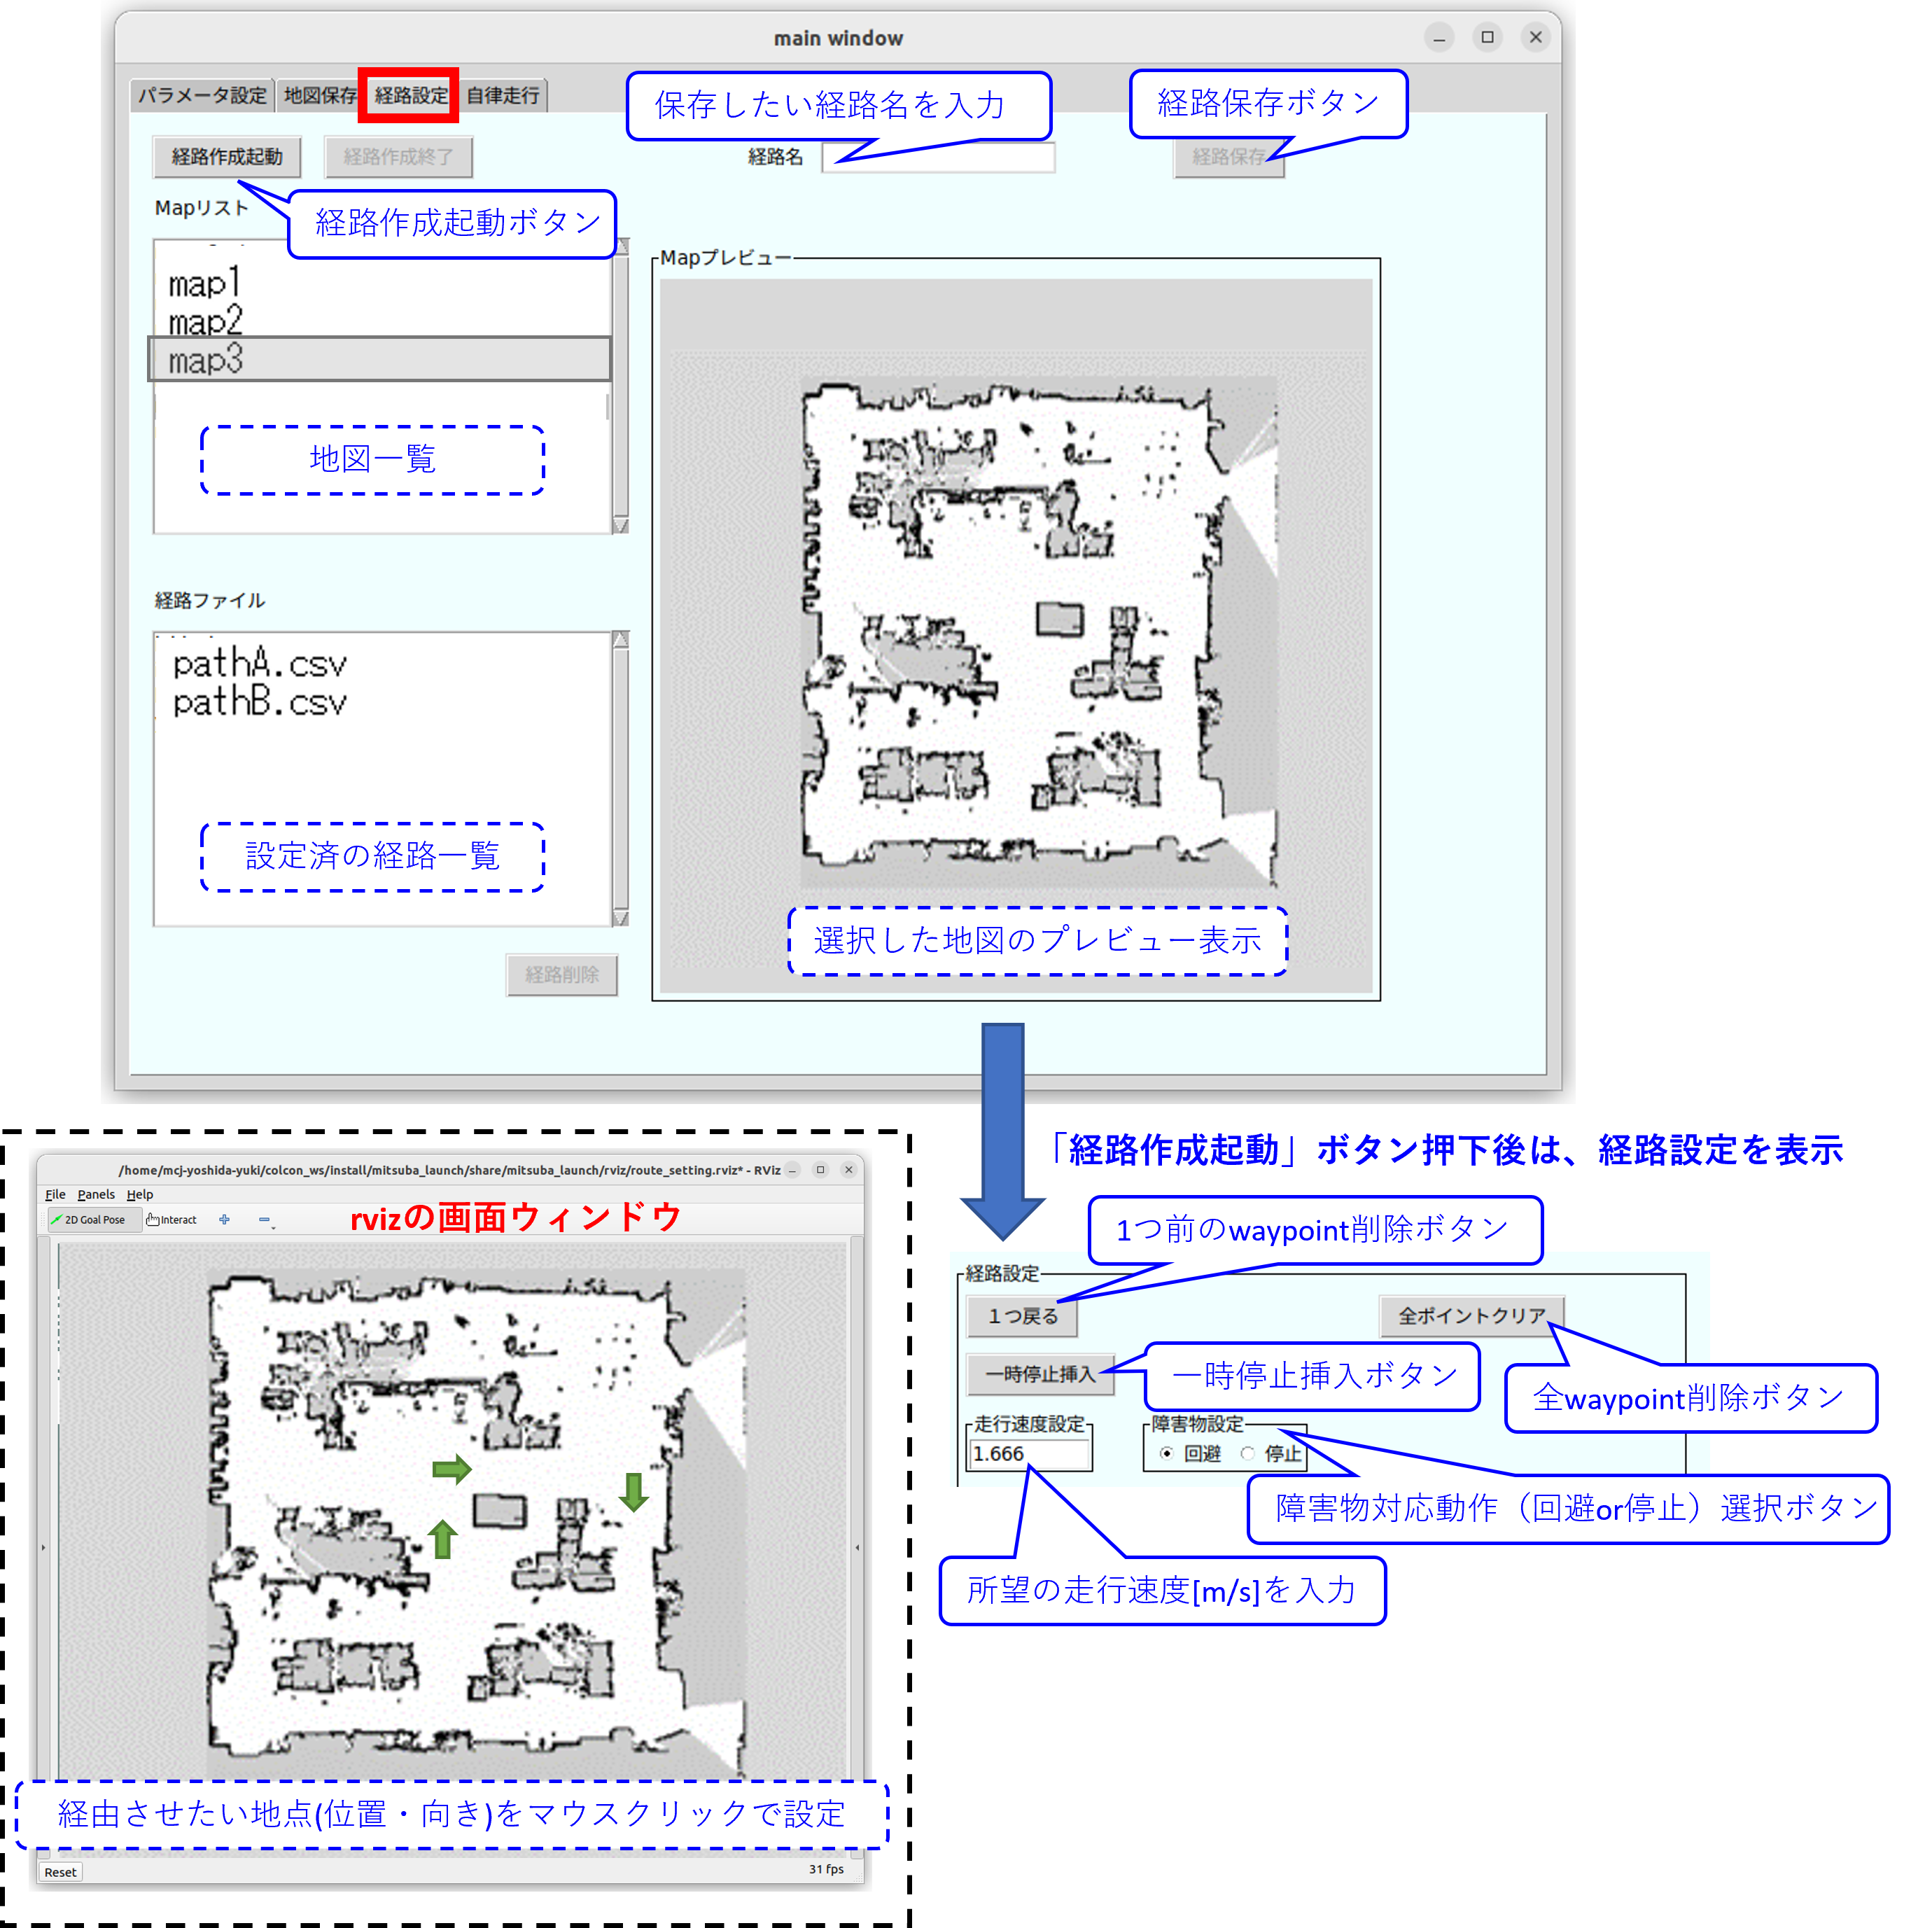 main window
パラメータ設定 地図保存 経路設定 自律走行
保存したい経路名を入力
経路保存ボタン
経路作成起動 経路作成終了
経路名
経路保存
Mapリスト
経路作成起動ボタン
map1
map2
map3
地図一覧
Mapプレビュー
経路ファイル
pathA.csv
pathB.csv
設定済の経路一覧
選択した地図のプレビュー表示
経路削除
「経路作成起動」ボタン押下後は、経路設定を表示
/home/mcj-yoshida-yuki/colcon_ws/install/mitsuba_launch/share/mitsuba_launch/rviz/route_setting.rviz* - RViz
File Panels Help
2D Goal Pose Interact
rvizの画面ウィンドウ
経由させたい地点(位置・向き)をマウスクリックで設定
Reset
31 fps
1つ前のwaypoint削除ボタン
経路設定
１つ戻る
全ポイントクリア
一時停止挿入
一時停止挿入ボタン
全waypoint削除ボタン
走行速度設定
1.666
障害物設定
回避 停止
障害物対応動作（回避or停止）選択ボタン
所望の走行速度[m/s]を入力